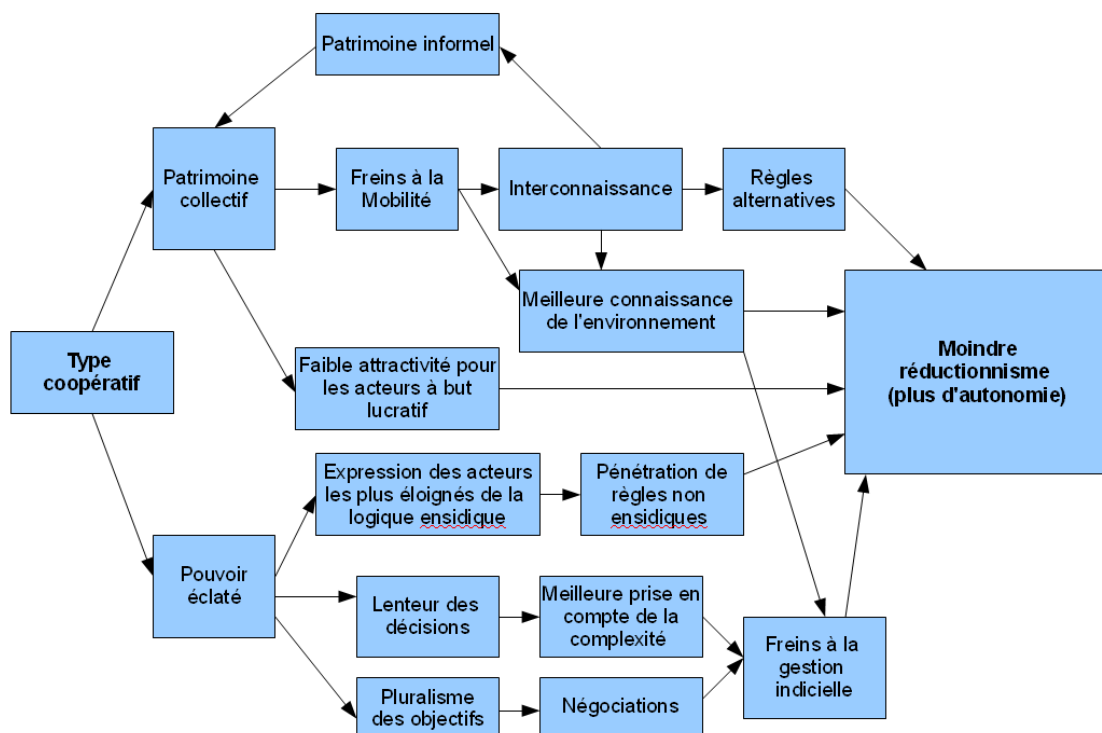 Patrimoine informel
Patrimoine
collectif
Freins à la
Mobilité
Interconnaissance
Règles
alternatives
Meilleure connaissance
de l'environnement
Type
coopératif
Faible attractivité pour
les acteurs à but
lucratif
Moindre
réductionnisme
(plus d'autonomie)
Expression des acteurs
les plus éloignés de la
logique ensidique
Pénétration de
règles non
ensidiques
Pouvoir
éclaté
Lenteur des
décisions
Meilleure prise en
compte de la
complexité
Freins à la
gestion
indicielle
Pluralisme
des objectifs
Négociations